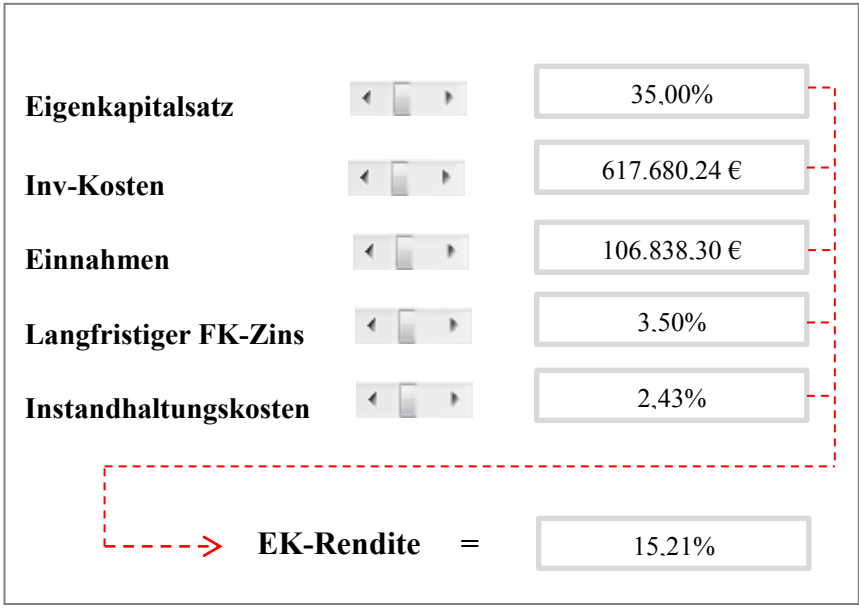 Eigenkapitalsatz 35,00%
Inv-Kosten 617.680,24 €
Einnahmen 106.838,30 €
Langfristiger FK-Zins 3,50%
Instandhaltungskosten 2,43%
EK-Rendite = 15,21%